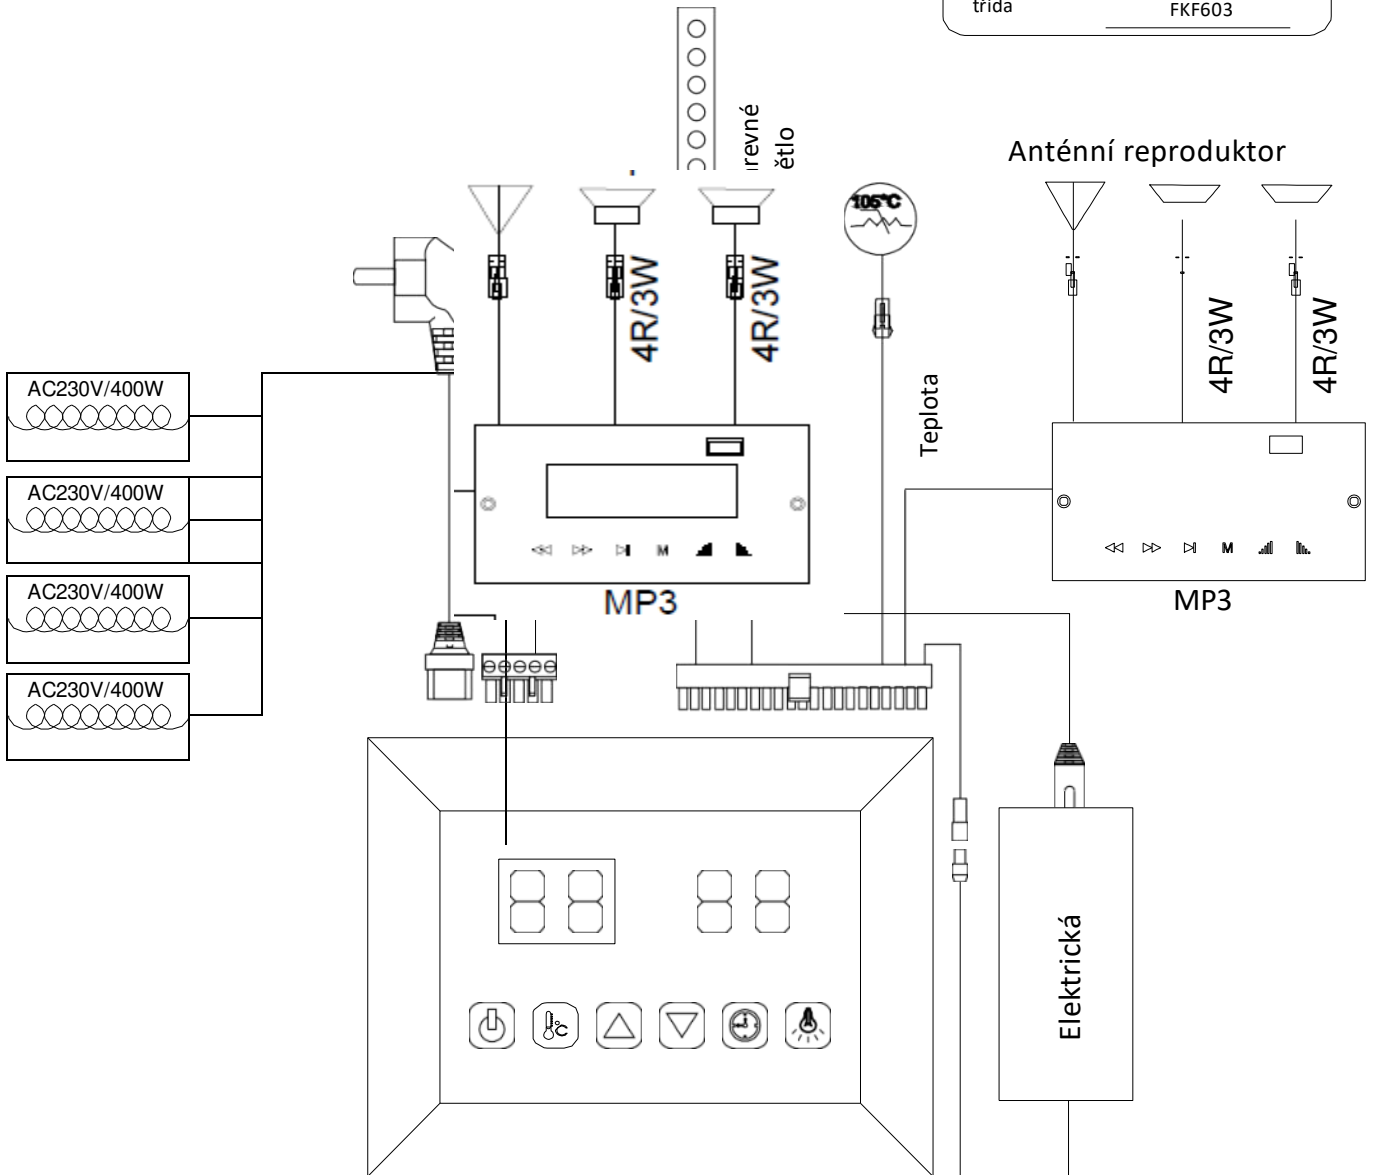 třída
FKF603
Anténní reproduktor
105°C
4R/3W
4R/3W
4R/3W
4R/3W
Teplota
AC230V/400W
AC230V/400W
AC230V/400W
AC230V/400W
M
MP3
M
MP3
°C
Elektrická